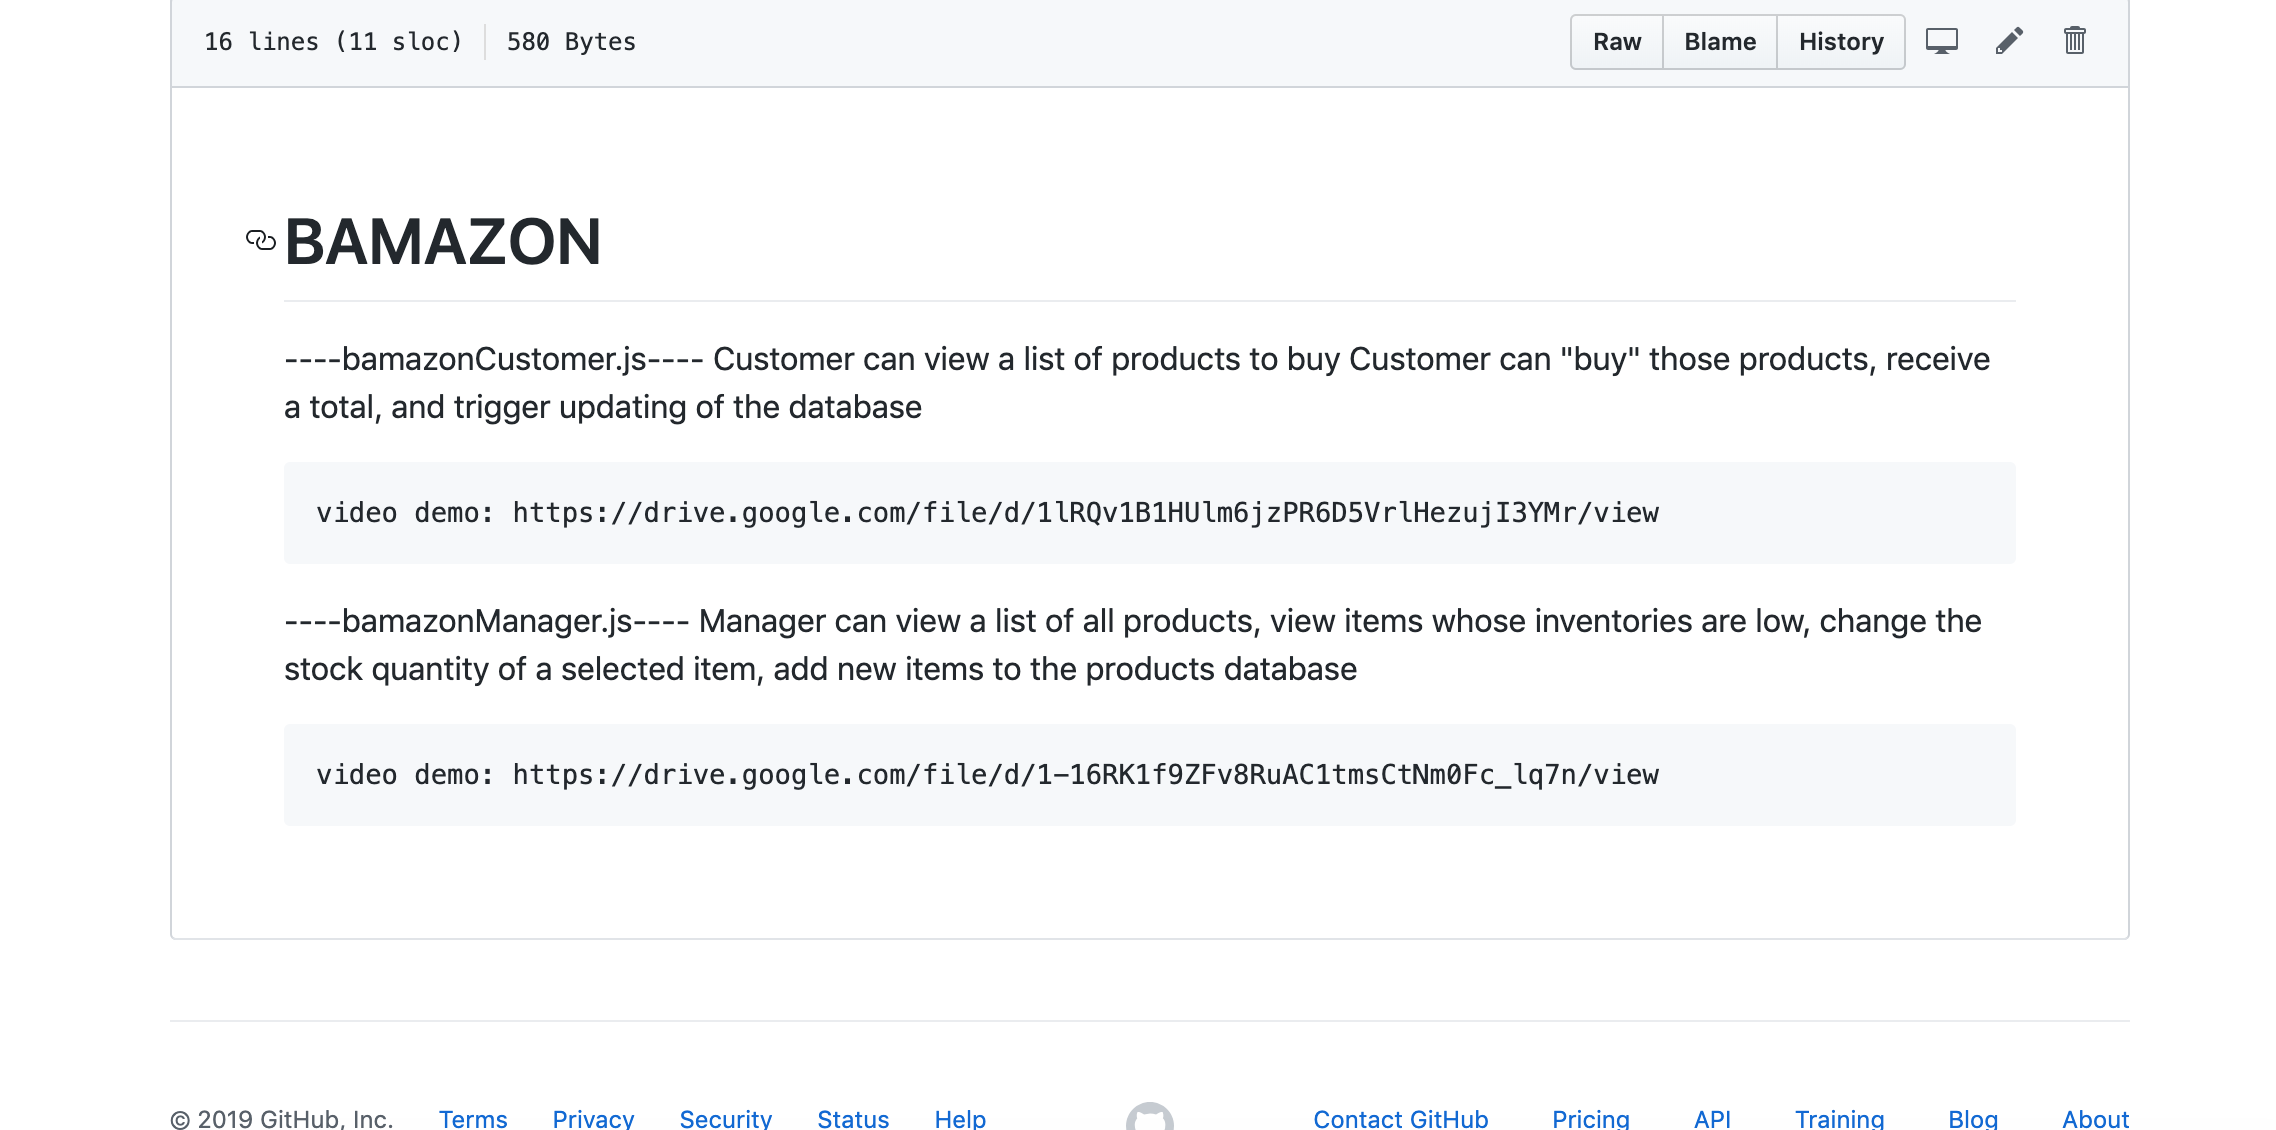 16 lines (11 sloc) 580 Bytes Raw Blame History
BAMAZON
----bamazonCustomer.js---- Customer can view a list of products to buy Customer can "buy" those products, receive
a total, and trigger updating of the database
video demo: https://drive.google.com/file/d/1lRQv1B1HUlm6jzPR6D5VrlHezujI3YMr/view
----bamazonManager.js---- Manager can view a list of all products, view items whose inventories are low, change the
stock quantity of a selected item, add new items to the products database
video demo: https://drive.google.com/file/d/1-16RK1f9ZFv8RuAC1tmsCtNm0Fc_lq7n/view
© 2019 GitHub, Inc. Terms Privacy Security Status Help Contact GitHub Pricing API Training Blog About